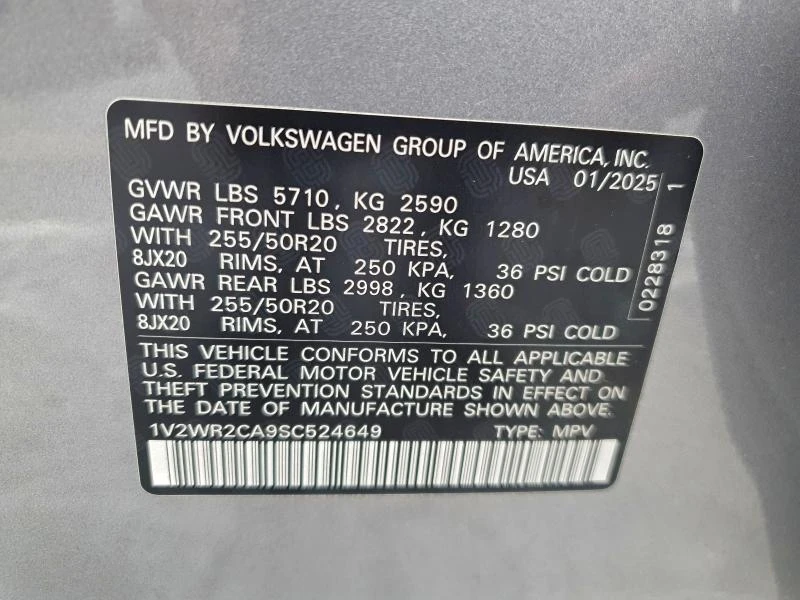 MFD BY VOLKSWAGEN GROUP OF AMERICA, INC.
USA 01/2025
GVWR LBS 5710, KG 2590
GAWR FRONT LBS 2822, KG 1280
WITH 255/50R20 TIRES,
8JX20 RIMS, AT 250 KPA, 36 PSI COLD
GAWR REAR LBS 2998, KG 1360
WITH 255/50R20 TIRES,
8JX20 RIMS, AT 250 KPA, 36 PSI COLD
THIS VEHICLE CONFORMS TO ALL APPLICABLE
U.S. FEDERAL MOTOR VEHICLE SAFETY AND
THEFT PREVENTION STANDARDS IN EFFECT ON
THE DATE OF MANUFACTURE SHOWN ABOVE.
1V2WR2CA9SC524649 TYPE: MPV
0228318 1